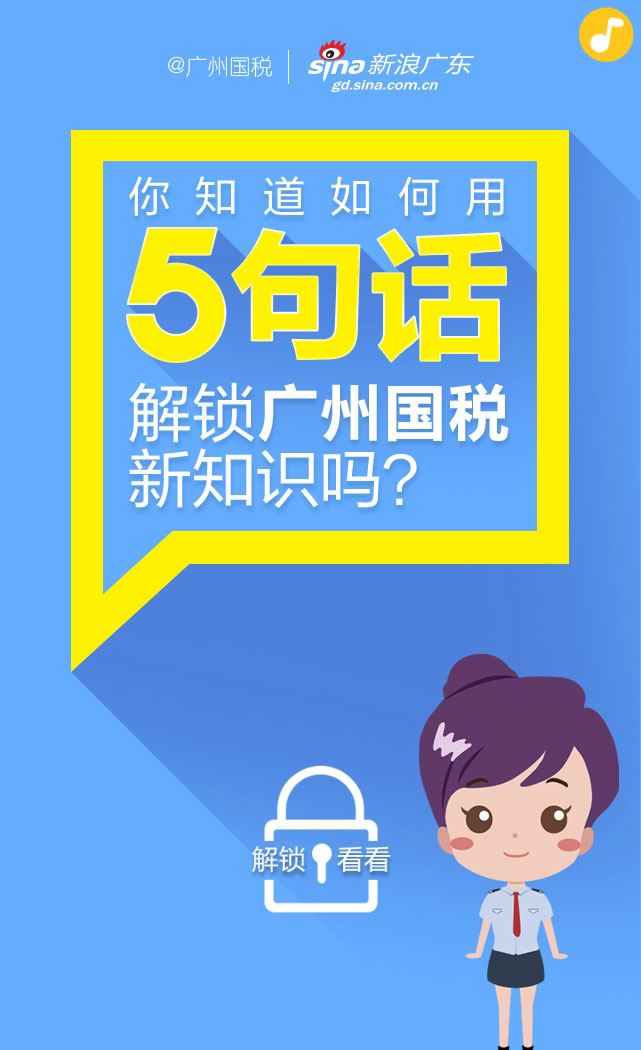 @广州国税
sina 新浪广东
gd.sina.com.cn
你知道如何用
5句话
解锁广州国税
新知识吗?
解锁 看看